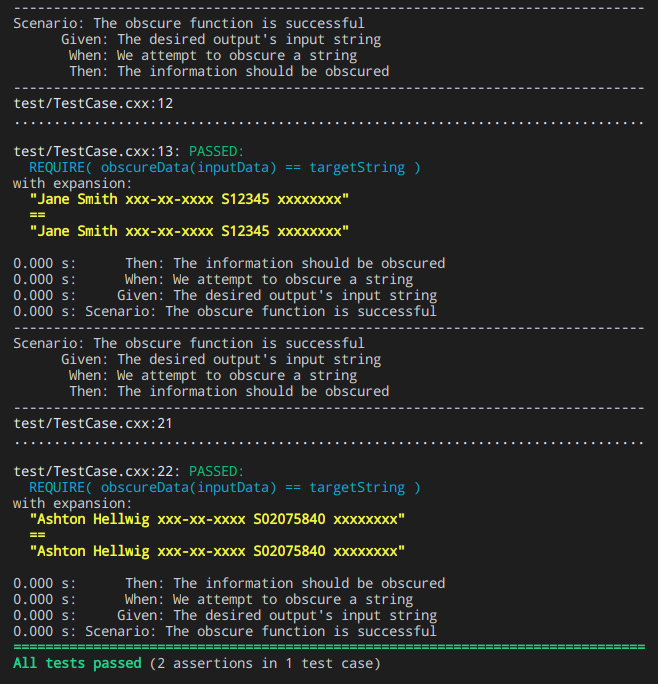 -------------------------------------------------------------------------------
Scenario: The obscure function is successful
      Given: The desired output's input string
       When: We attempt to obscure a string
       Then: The information should be obscured
-------------------------------------------------------------------------------
test/TestCase.cxx:12
...............................................................................

test/TestCase.cxx:13: PASSED:
  REQUIRE( obscureData(inputData) == targetString )
with expansion:
  "Jane Smith xxx-xx-xxxx S12345 xxxxxxxx"
  ==
  "Jane Smith xxx-xx-xxxx S12345 xxxxxxxx"

0.000 s:      Then: The information should be obscured
0.000 s:      When: We attempt to obscure a string
0.000 s:     Given: The desired output's input string
0.000 s: Scenario: The obscure function is successful
-------------------------------------------------------------------------------
Scenario: The obscure function is successful
      Given: The desired output's input string
       When: We attempt to obscure a string
       Then: The information should be obscured
-------------------------------------------------------------------------------
test/TestCase.cxx:21
...............................................................................

test/TestCase.cxx:22: PASSED:
  REQUIRE( obscureData(inputData) == targetString )
with expansion:
  "Ashton Hellwig xxx-xx-xxxx S02075840 xxxxxxxx"
  ==
  "Ashton Hellwig xxx-xx-xxxx S02075840 xxxxxxxx"

0.000 s:      Then: The information should be obscured
0.000 s:      When: We attempt to obscure a string
0.000 s:     Given: The desired output's input string
0.000 s: Scenario: The obscure function is successful
===============================================================================
All tests passed (2 assertions in 1 test case)